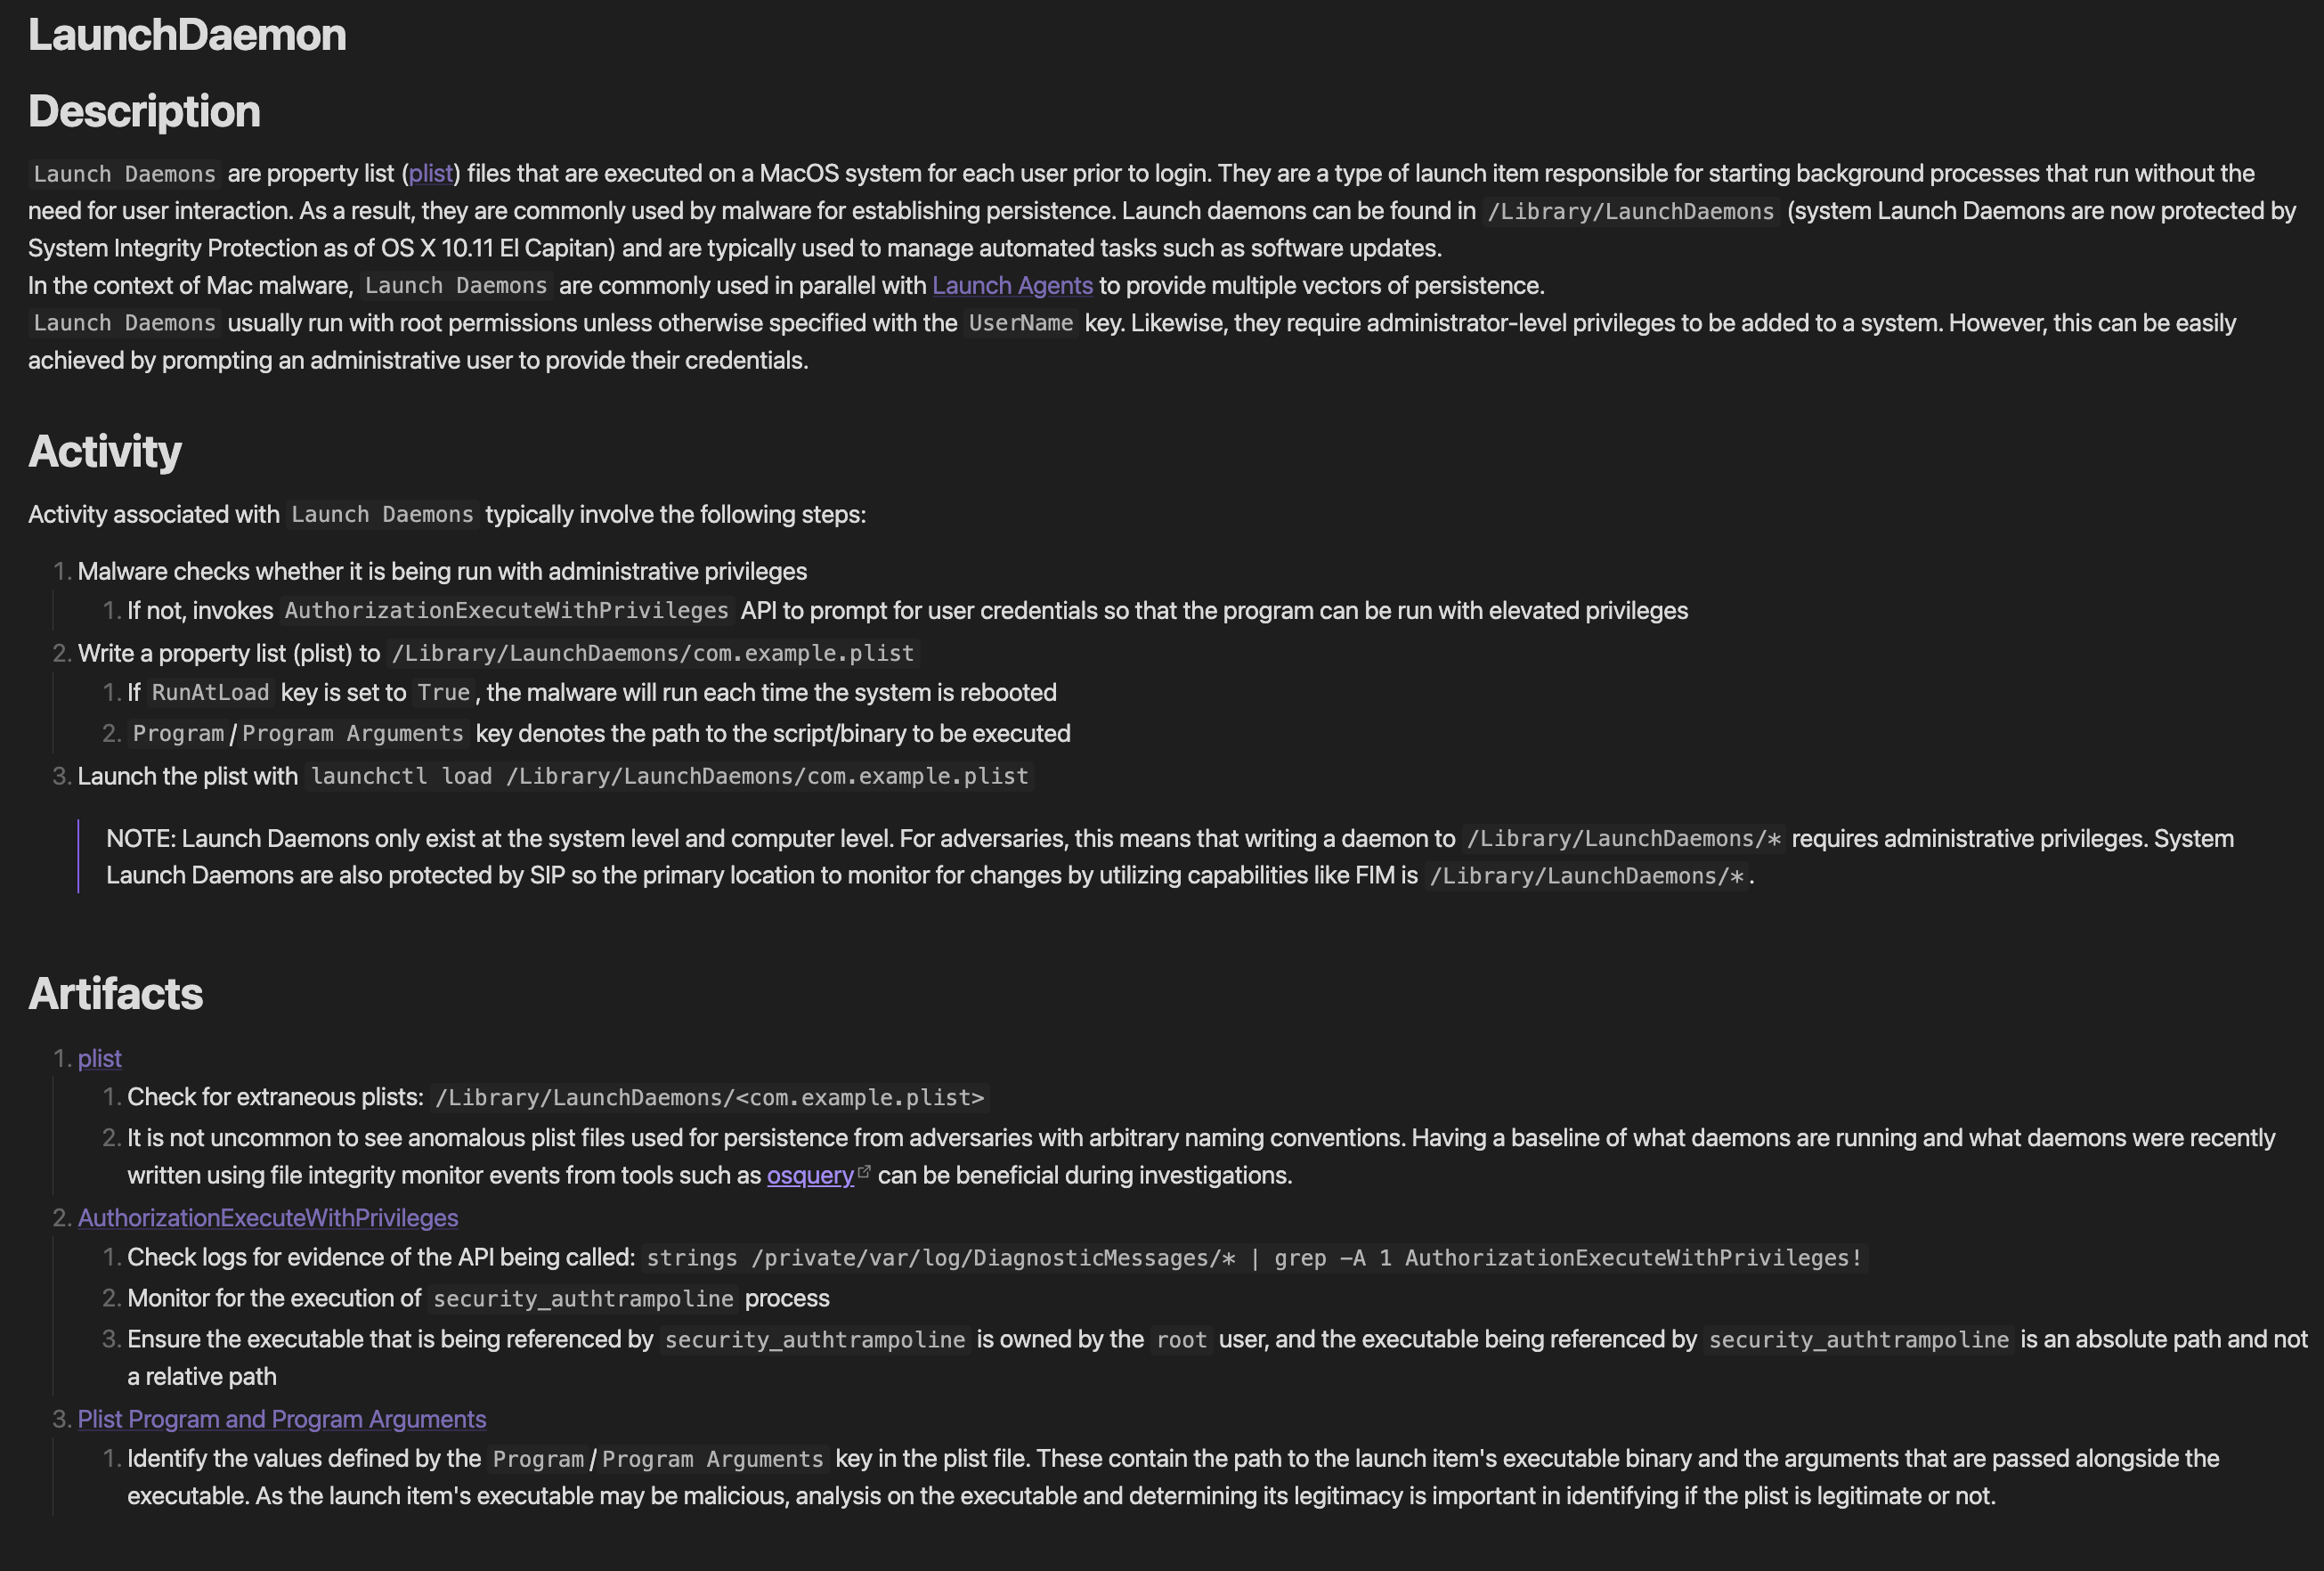 LaunchDaemon
Description
Launch Daemons are property list (plist) files that are executed on a MacOS system for each user prior to login. They are a type of launch item responsible for starting background processes that run without the
need for user interaction. As a result, they are commonly used by malware for establishing persistence. Launch daemons can be found in /Library/LaunchDaemons (system Launch Daemons are now protected by
System Integrity Protection as of OS X 10.11 El Capitan) and are typically used to manage automated tasks such as software updates.
In the context of Mac malware, Launch Daemons are commonly used in parallel with Launch Agents to provide multiple vectors of persistence.
Launch Daemons usually run with root permissions unless otherwise specified with the UserName key. Likewise, they require administrator-level privileges to be added to a system. However, this can be easily
achieved by prompting an administrative user to provide their credentials.
Activity
Activity associated with Launch Daemons typically involve the following steps:
1. Malware checks whether it is being run with administrative privileges
1. If not, invokes AuthorizationExecuteWithPrivileges API to prompt for user credentials so that the program can be run with elevated privileges
2. Write a property list (plist) to /Library/LaunchDaemons/com.example.plist
1. If RunAtLoad key is set to True, the malware will run each time the system is rebooted
2. Program/Program Arguments key denotes the path to the script/binary to be executed
3. Launch the plist with launchctl load /Library/LaunchDaemons/com.example.plist
NOTE: Launch Daemons only exist at the system level and computer level. For adversaries, this means that writing a daemon to /Library/LaunchDaemons/* requires administrative privileges. System
Launch Daemons are also protected by SIP so the primary location to monitor for changes by utilizing capabilities like FIM is /Library/LaunchDaemons/*.
Artifacts
1. plist
1. Check for extraneous plists: /Library/LaunchDaemons/<com.example.plist>
2. It is not uncommon to see anomalous plist files used for persistence from adversaries with arbitrary naming conventions. Having a baseline of what daemons are running and what daemons were recently
written using file integrity monitor events from tools such as osquery can be beneficial during investigations.
2. AuthorizationExecuteWithPrivileges
1. Check logs for evidence of the API being called: strings /private/var/log/DiagnosticMessages/* | grep -A 1 AuthorizationExecuteWithPrivileges!
2. Monitor for the execution of security_authtrampoline process
3. Ensure the executable that is being referenced by security_authtrampoline is owned by the root user, and the executable being referenced by security_authtrampoline is an absolute path and not
a relative path
3. Plist Program and Program Arguments
1. Identify the values defined by the Program/Program Arguments key in the plist file. These contain the path to the launch item's executable binary and the arguments that are passed alongside the
executable. As the launch item's executable may be malicious, analysis on the executable and determining its legitimacy is important in identifying if the plist is legitimate or not.